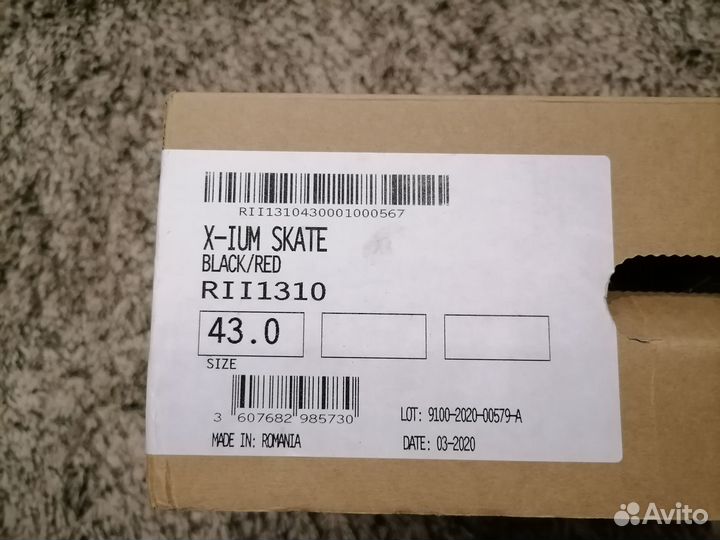 RII1310430001000567
X-IUM SKATE
BLACK/RED
RII1310
43.0
SIZE
3 607682 985730
LOT: 9100-2020-00579-A
MADE IN: ROMANIA
DATE: 03-2020
Avito